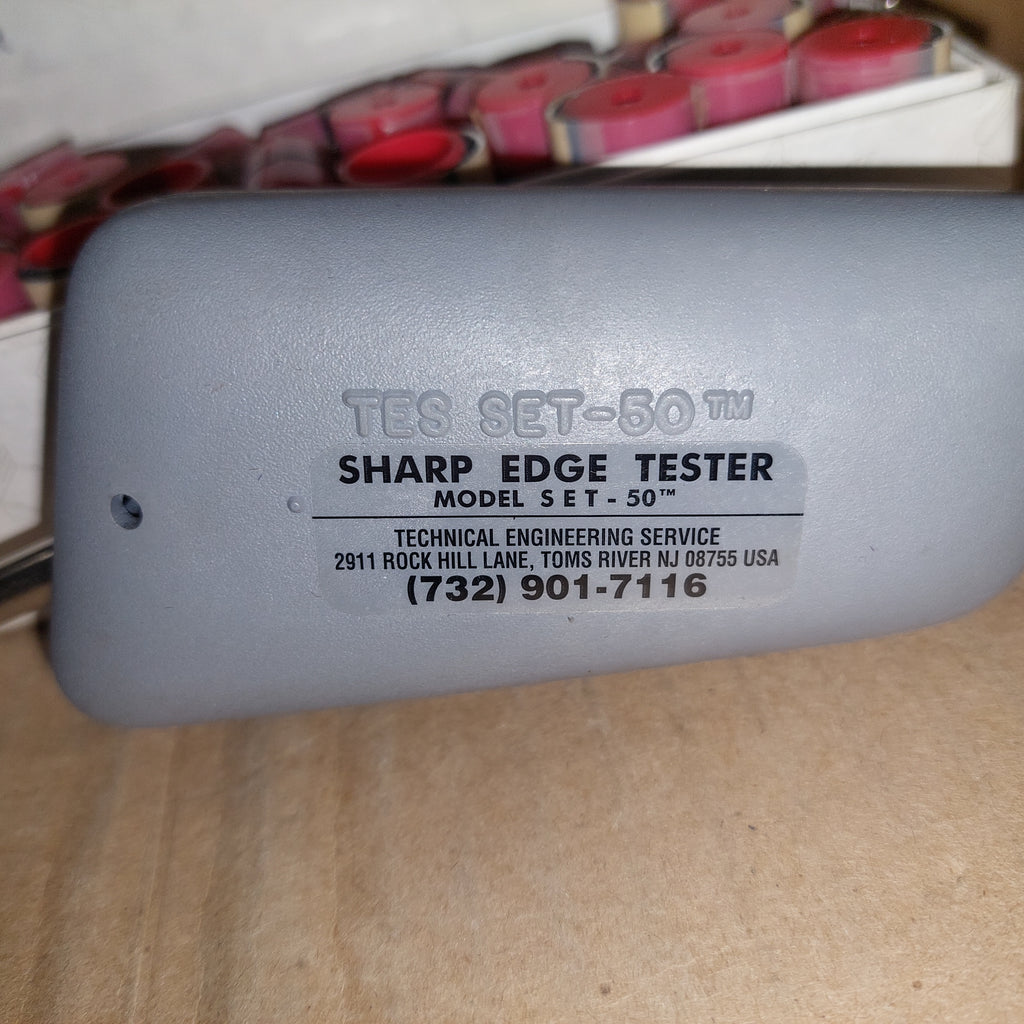 TES SET-50™
SHARP EDGE TESTER
MODEL SET-50™
TECHNICAL ENGINEERING SERVICE
2911 ROCK HILL LANE, TOMS RIVER NJ 08755 USA
(732) 901-7116